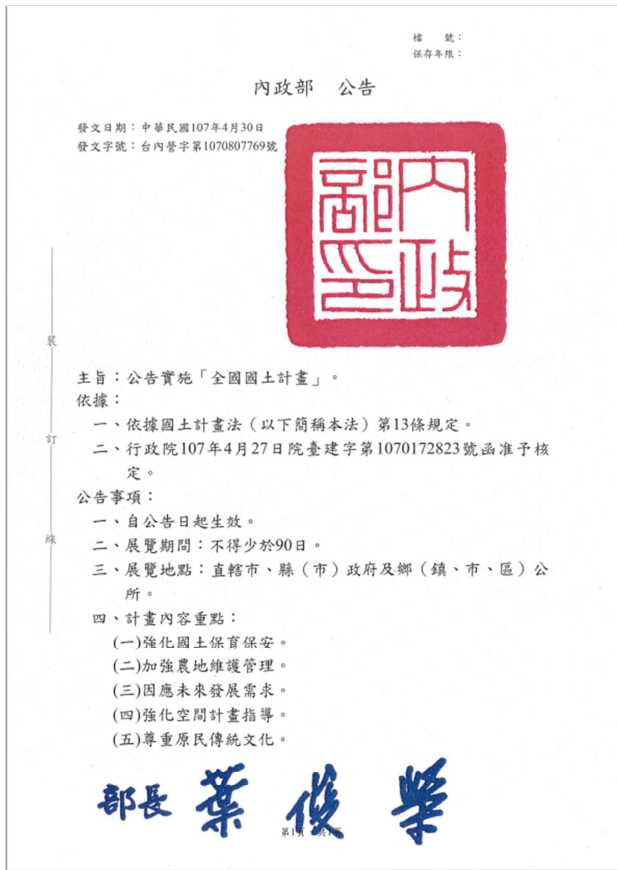 檔　　號：
保存年限：
內政部　公告
發文日期：中華民國107年4月30日
發文字號：台內營字第1070807769號
內政部印
裝
訂
線
主旨：公告實施「全國國土計畫」。
依據：
一、依據國土計畫法（以下簡稱本法）第13條規定。
二、行政院107年4月27日院臺建字第1070172823號函准予核
定。
公告事項：
一、自公告日起生效。
二、展覽期間：不得少於90日。
三、展覽地點：直轄市、縣（市）政府及鄉（鎮、市、區）公
所。
四、計畫內容重點：
(一)強化國土保育保安。
(二)加強農地維護管理。
(三)因應未來發展需求。
(四)強化空間計畫指導。
(五)尊重原民傳統文化。
部長 葉俊榮
第1頁　共1頁